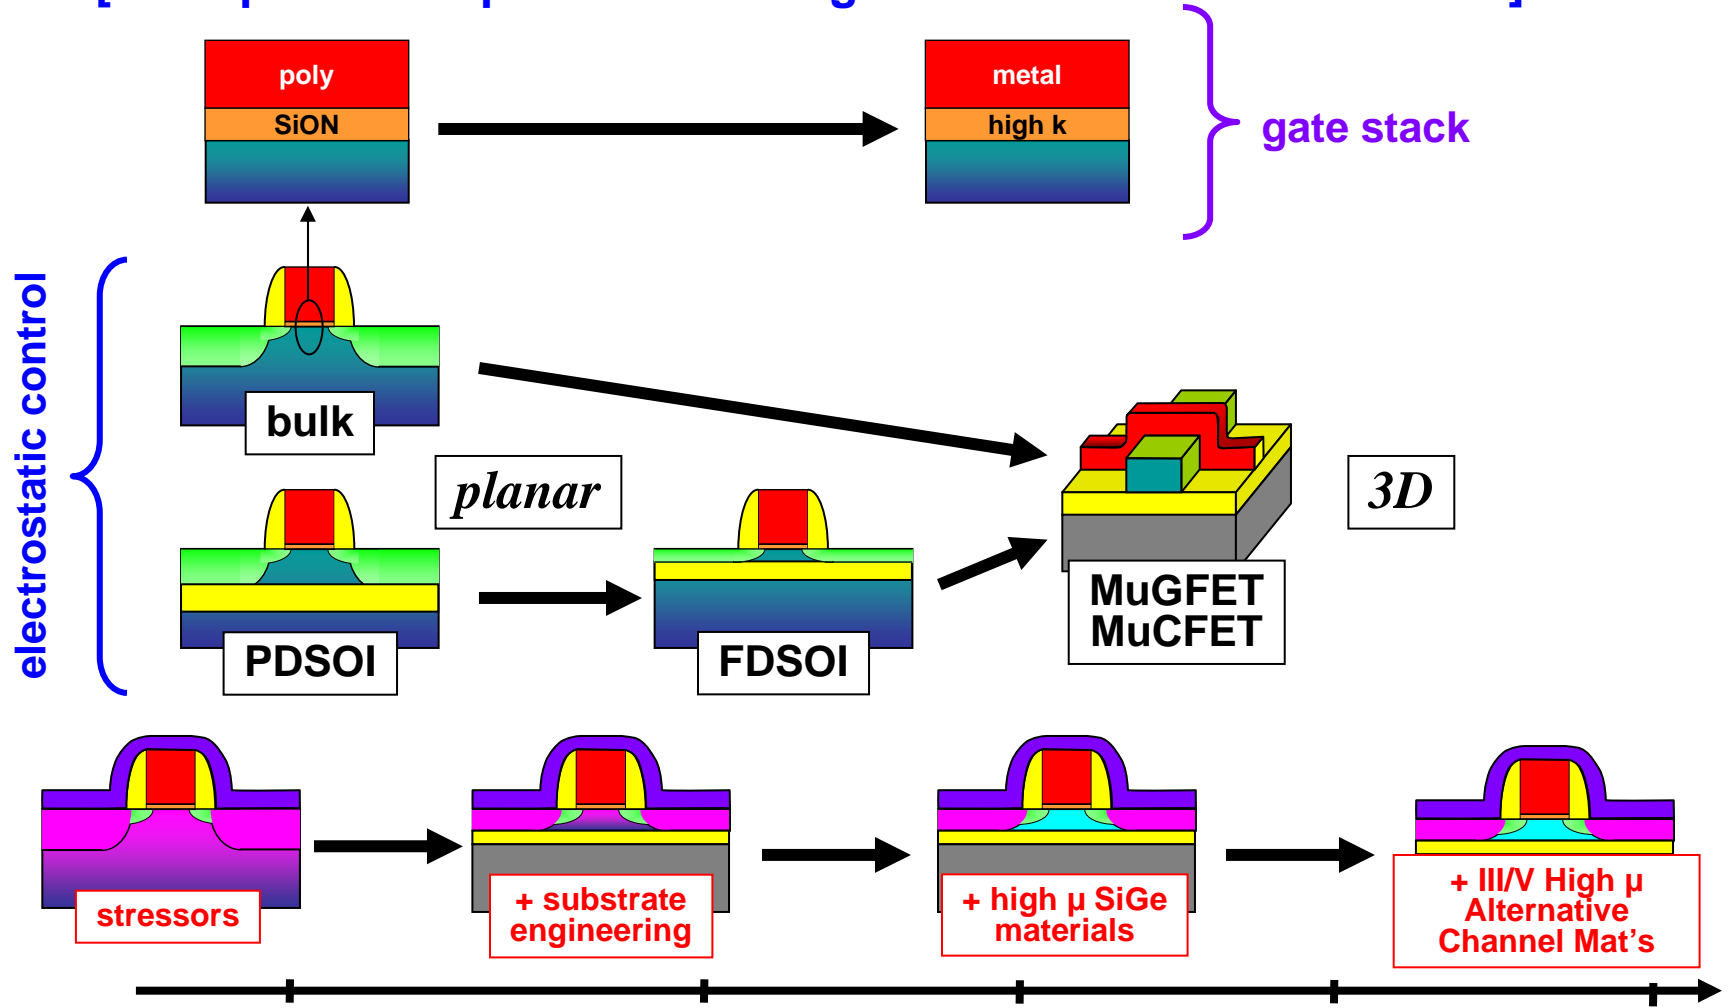 poly
SiON
metal
high k
gate stack
electrostatic control
bulk
planar
3D
PDSOI
FDSOI
MuGFET
MuCFET
stressors
+ substrate
engineering
+ high µ SiGe
materials
+ III/V High µ
Alternative
Channel Mat’s